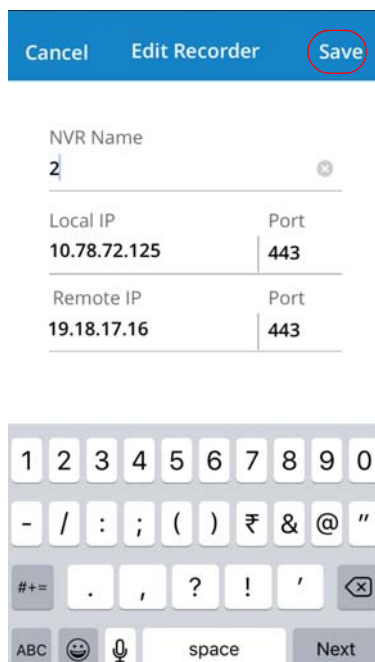 Cancel Edit Recorder Save
NVR Name
2
Local IP Port
10.78.72.125 443
Remote IP Port
19.18.17.16 443
1 2 3 4 5 6 7 8 9 0
- / : ; ( ) ₹ & @ "
#+= . , ? ! '
ABC space Next